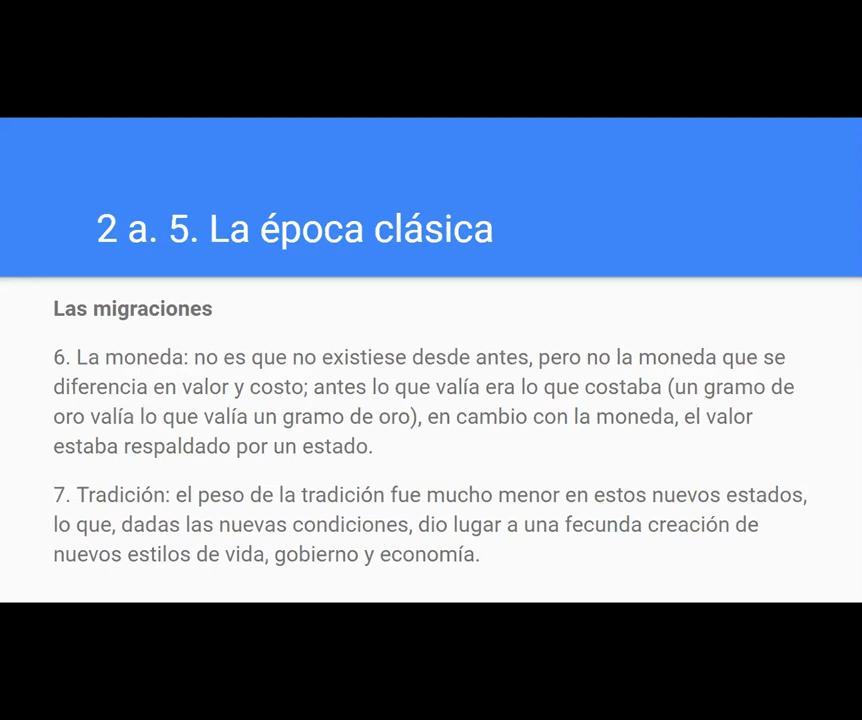 2 a. 5. La época clásica
Las migraciones
6. La moneda: no es que no existiese desde antes, pero no la moneda que se
diferencia en valor y costo; antes lo que valía era lo que costaba (un gramo de
oro valía lo que valía un gramo de oro), en cambio con la moneda, el valor
estaba respaldado por un estado.
7. Tradición: el peso de la tradición fue mucho menor en estos nuevos estados,
lo que, dadas las nuevas condiciones, dio lugar a una fecunda creación de
nuevos estilos de vida, gobierno y economía.